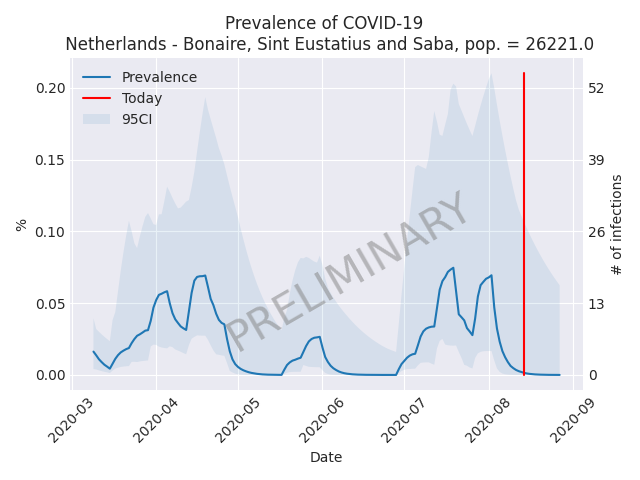 Prevalence of COVID-19
Netherlands - Bonaire, Sint Eustatius and Saba, pop. = 26221.0
Prevalence
Today
95CI
0.20
0.15
0.10
0.05
0.00
%
52
39
26
13
0
# of infections
PRELIMINARY
2020-03
2020-04
2020-05
2020-06
2020-07
2020-08
2020-09
Date